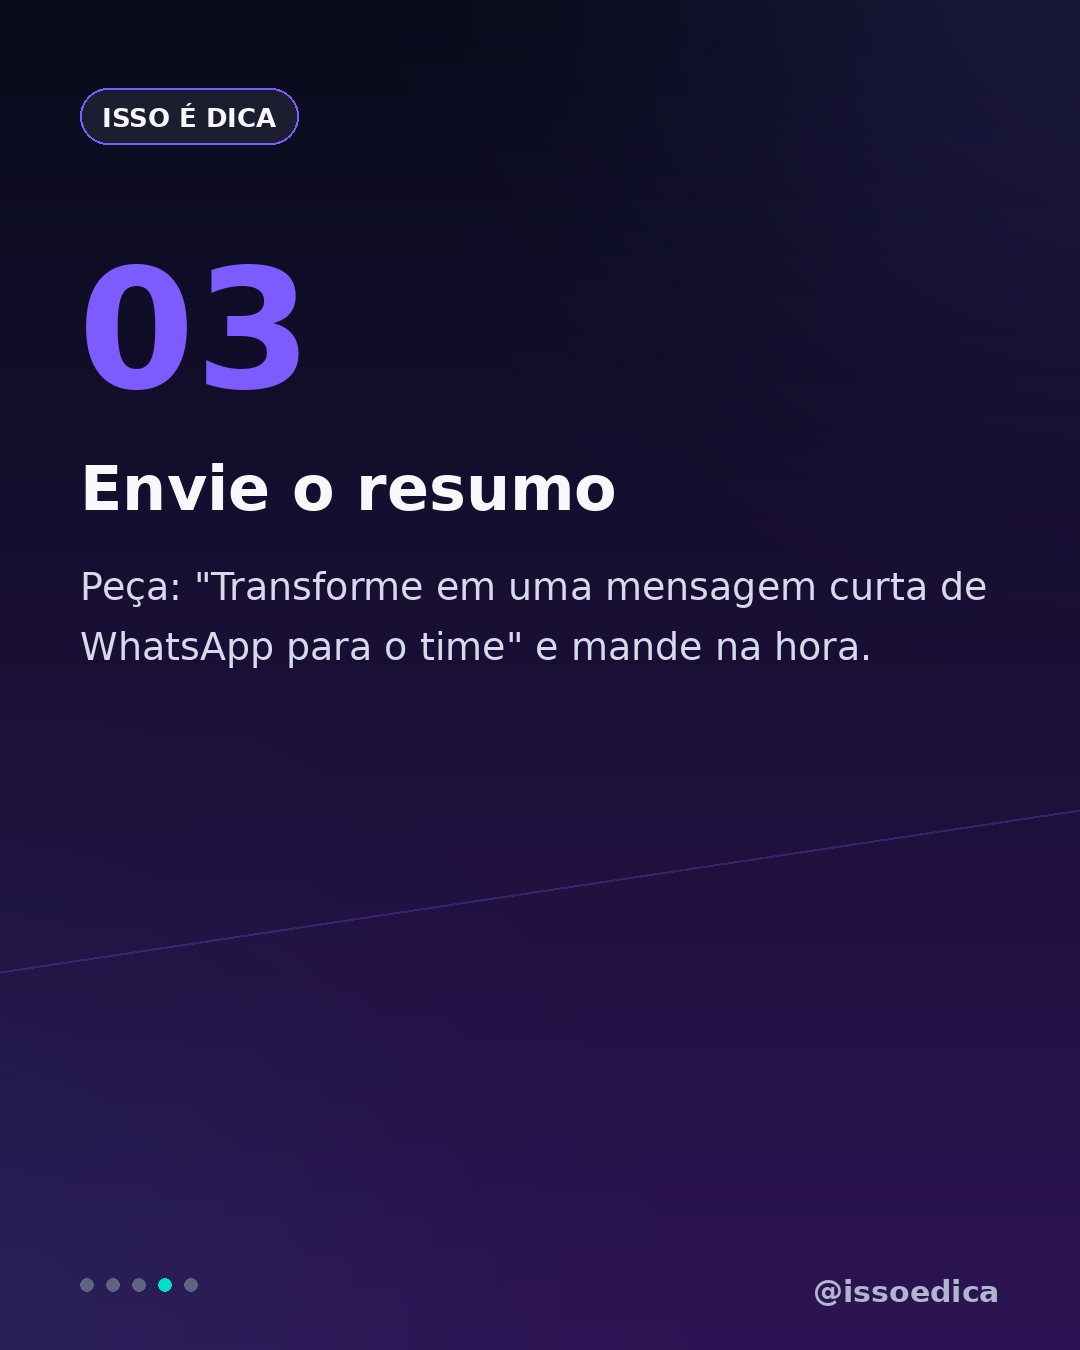 ISSO É DICA
03
Envie o resumo
Peça: "Transforme em uma mensagem curta de
WhatsApp para o time" e mande na hora.
@issoedica